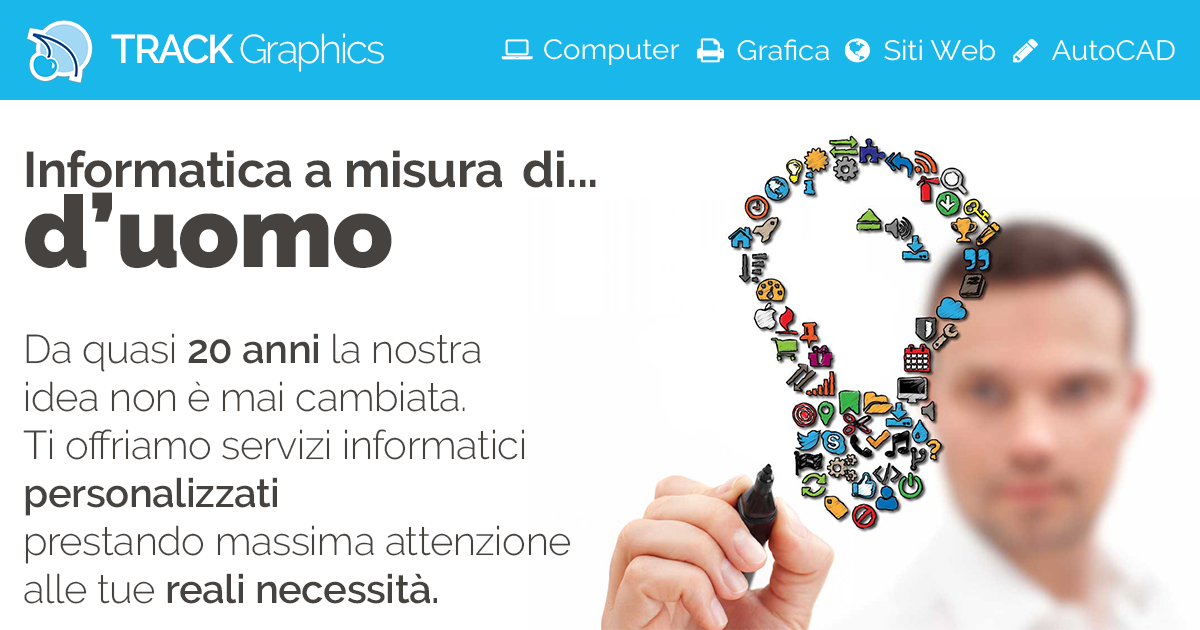 TRACK Graphics
Computer Grafica Siti Web AutoCAD
Informatica a misura di...
d’uomo
Da quasi 20 anni la nostra
idea non è mai cambiata.
Ti offriamo servizi informatici
personalizzati
prestando massima attenzione
alle tue reali necessità.